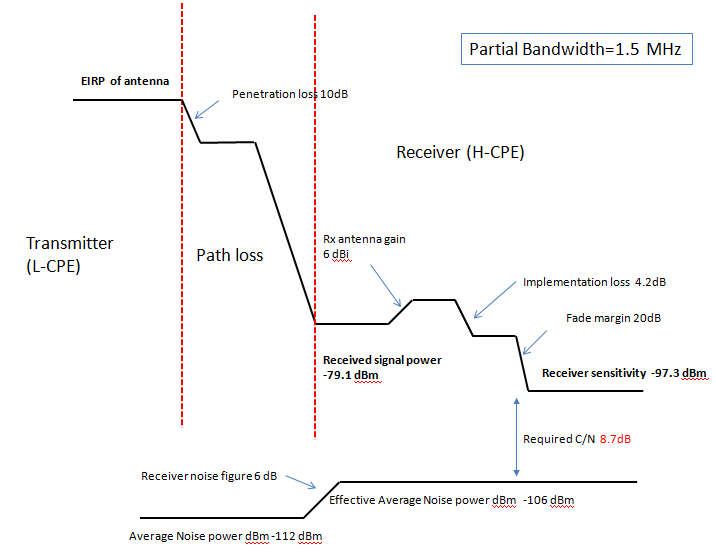 Partial Bandwidth=1.5 MHz
EIRP of antenna
Penetration loss 10dB
Receiver (H-CPE)
Transmitter
(L-CPE)
Path loss
Rx antenna gain
6 dBi
Implementation loss 4.2dB
Fade margin 20dB
Received signal power
-79.1 dBm
Receiver sensitivity -97.3 dBm
Required C/N 8.7dB
Receiver noise figure 6 dB
Effective Average Noise power dBm -106 dBm
Average Noise power dBm -112 dBm